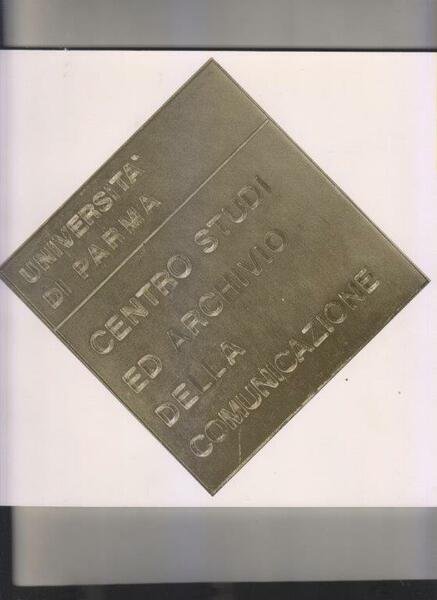 UNIVERSITA'
DI PARMA
CENTRO STUDI
ED ARCHIVIO
DELLA
COMUNICAZIONE